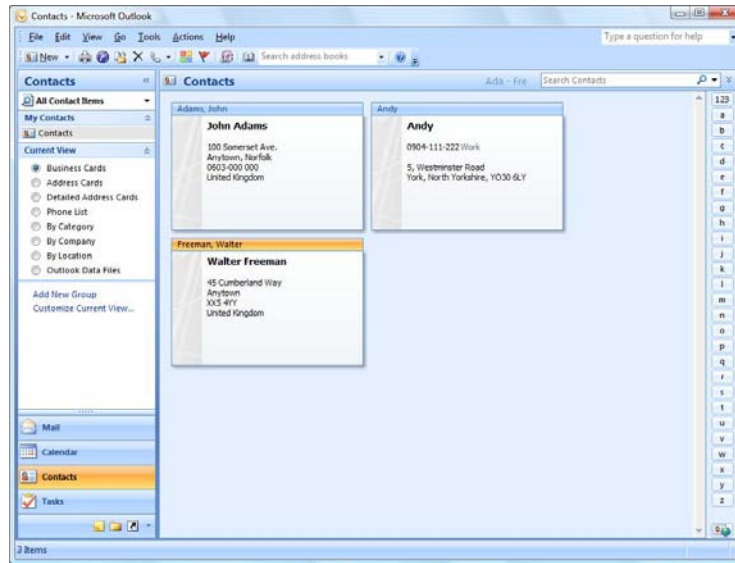 Contacts - Microsoft Outlook
File Edit View Go Tools Actions Help
Type a question for help
New
Search address books
Contacts
All Contact Items
My Contacts
Contacts
Current View
Business Cards
Address Cards
Detailed Address Cards
Phone List
By Category
By Company
By Location
Outlook Data Files
Add New Group
Customize Current View...
Mail
Calendar
Contacts
Tasks
Contacts
Ada - Fre
Search Contacts
Adams, John
John Adams
100 Somerset Ave.
Anytown, Norfolk
0603-000 000
United Kingdom
Andy
Andy
0904-111-222 Work
5, Westminster Road
York, North Yorkshire, YO30 6LY
Freeman, Walter
Walter Freeman
45 Cumberland Way
Anytown
XX5 4YY
United Kingdom
123
a
b
c
d
e
f
g
h
i
j
k
l
m
n
o
p
q
r
s
t
u
v
w
x
y
z
3 Items